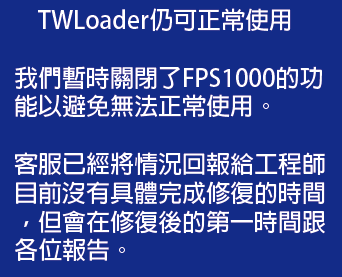 TWLoader仍可正常使用
我們暫時關閉了FPS1000的功
能以避免無法正常使用。
客服已經將情況回報給工程師
目前沒有具體完成修復的時間
，但會在修復後的第一時間跟
各位報告。